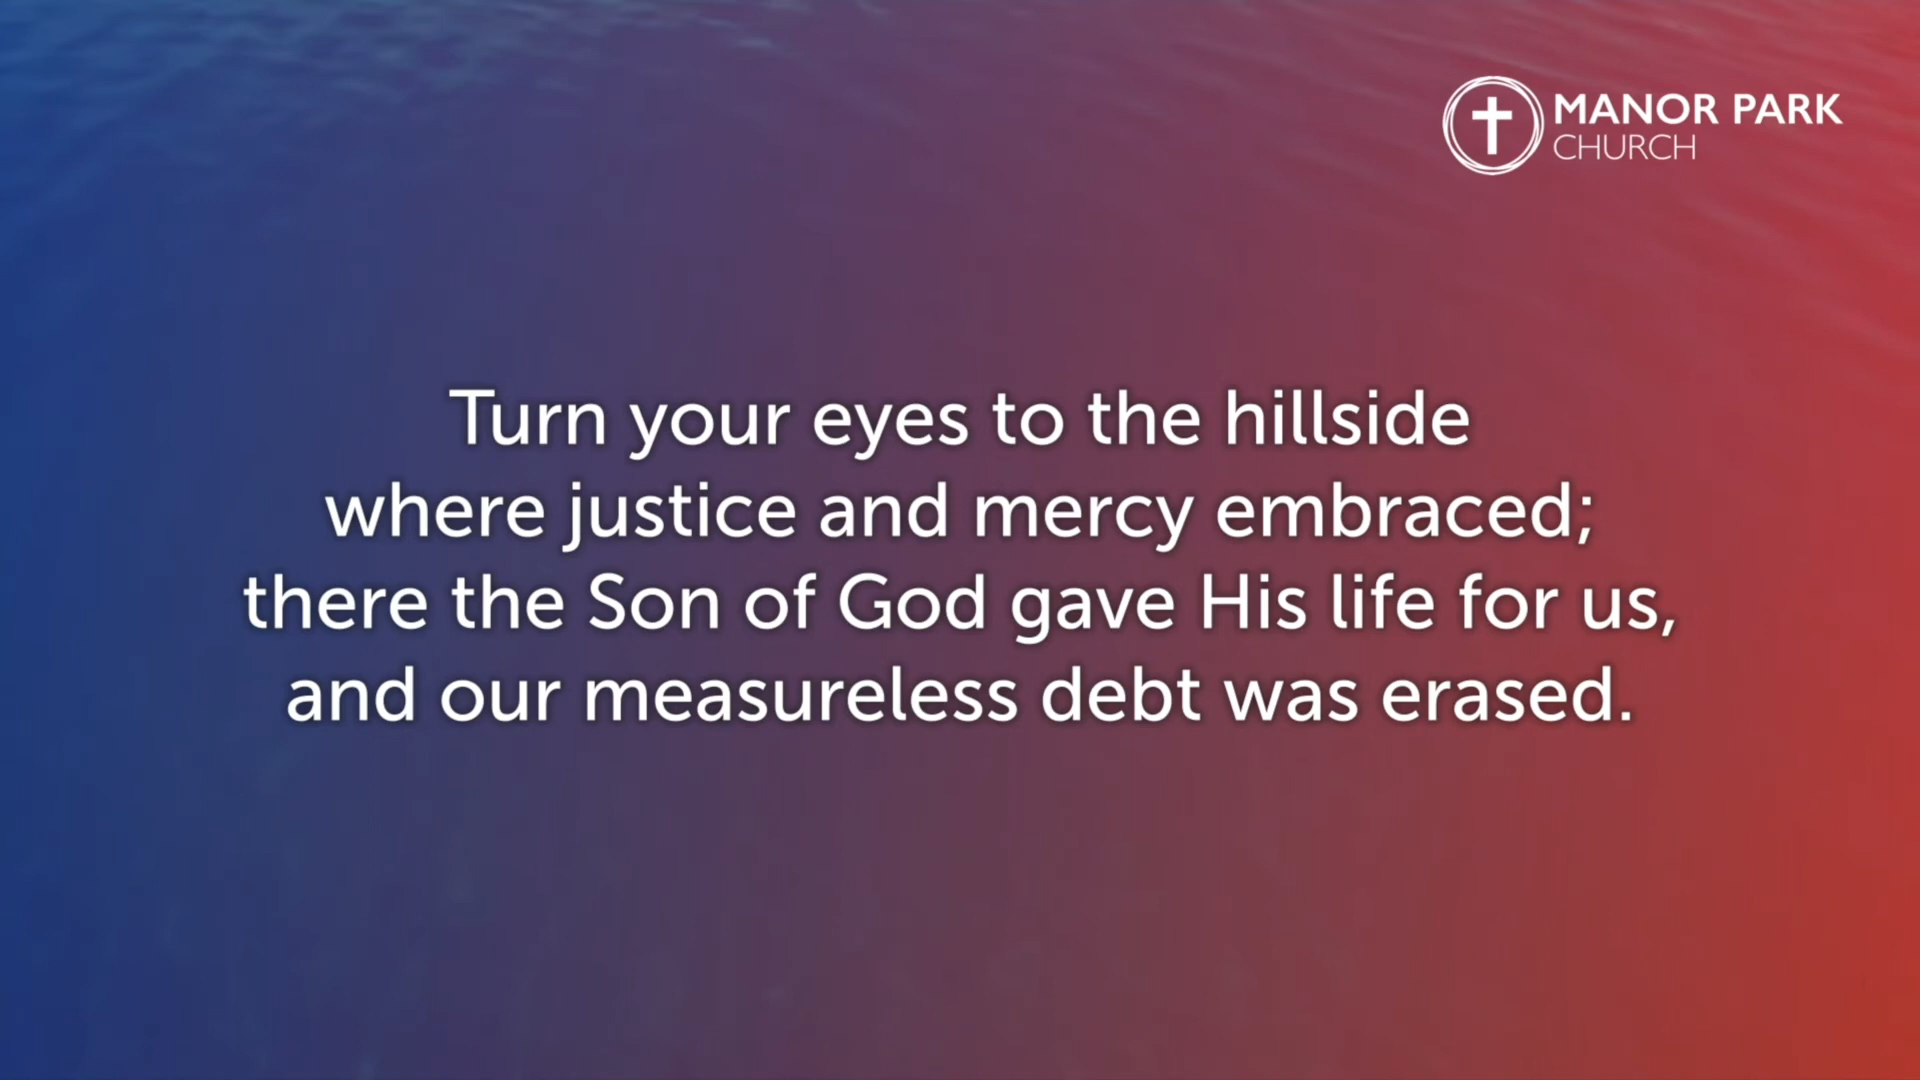 MANOR PARK
CHURCH
Turn your eyes to the hillside
where justice and mercy embraced;
there the Son of God gave His life for us,
and our measureless debt was erased.